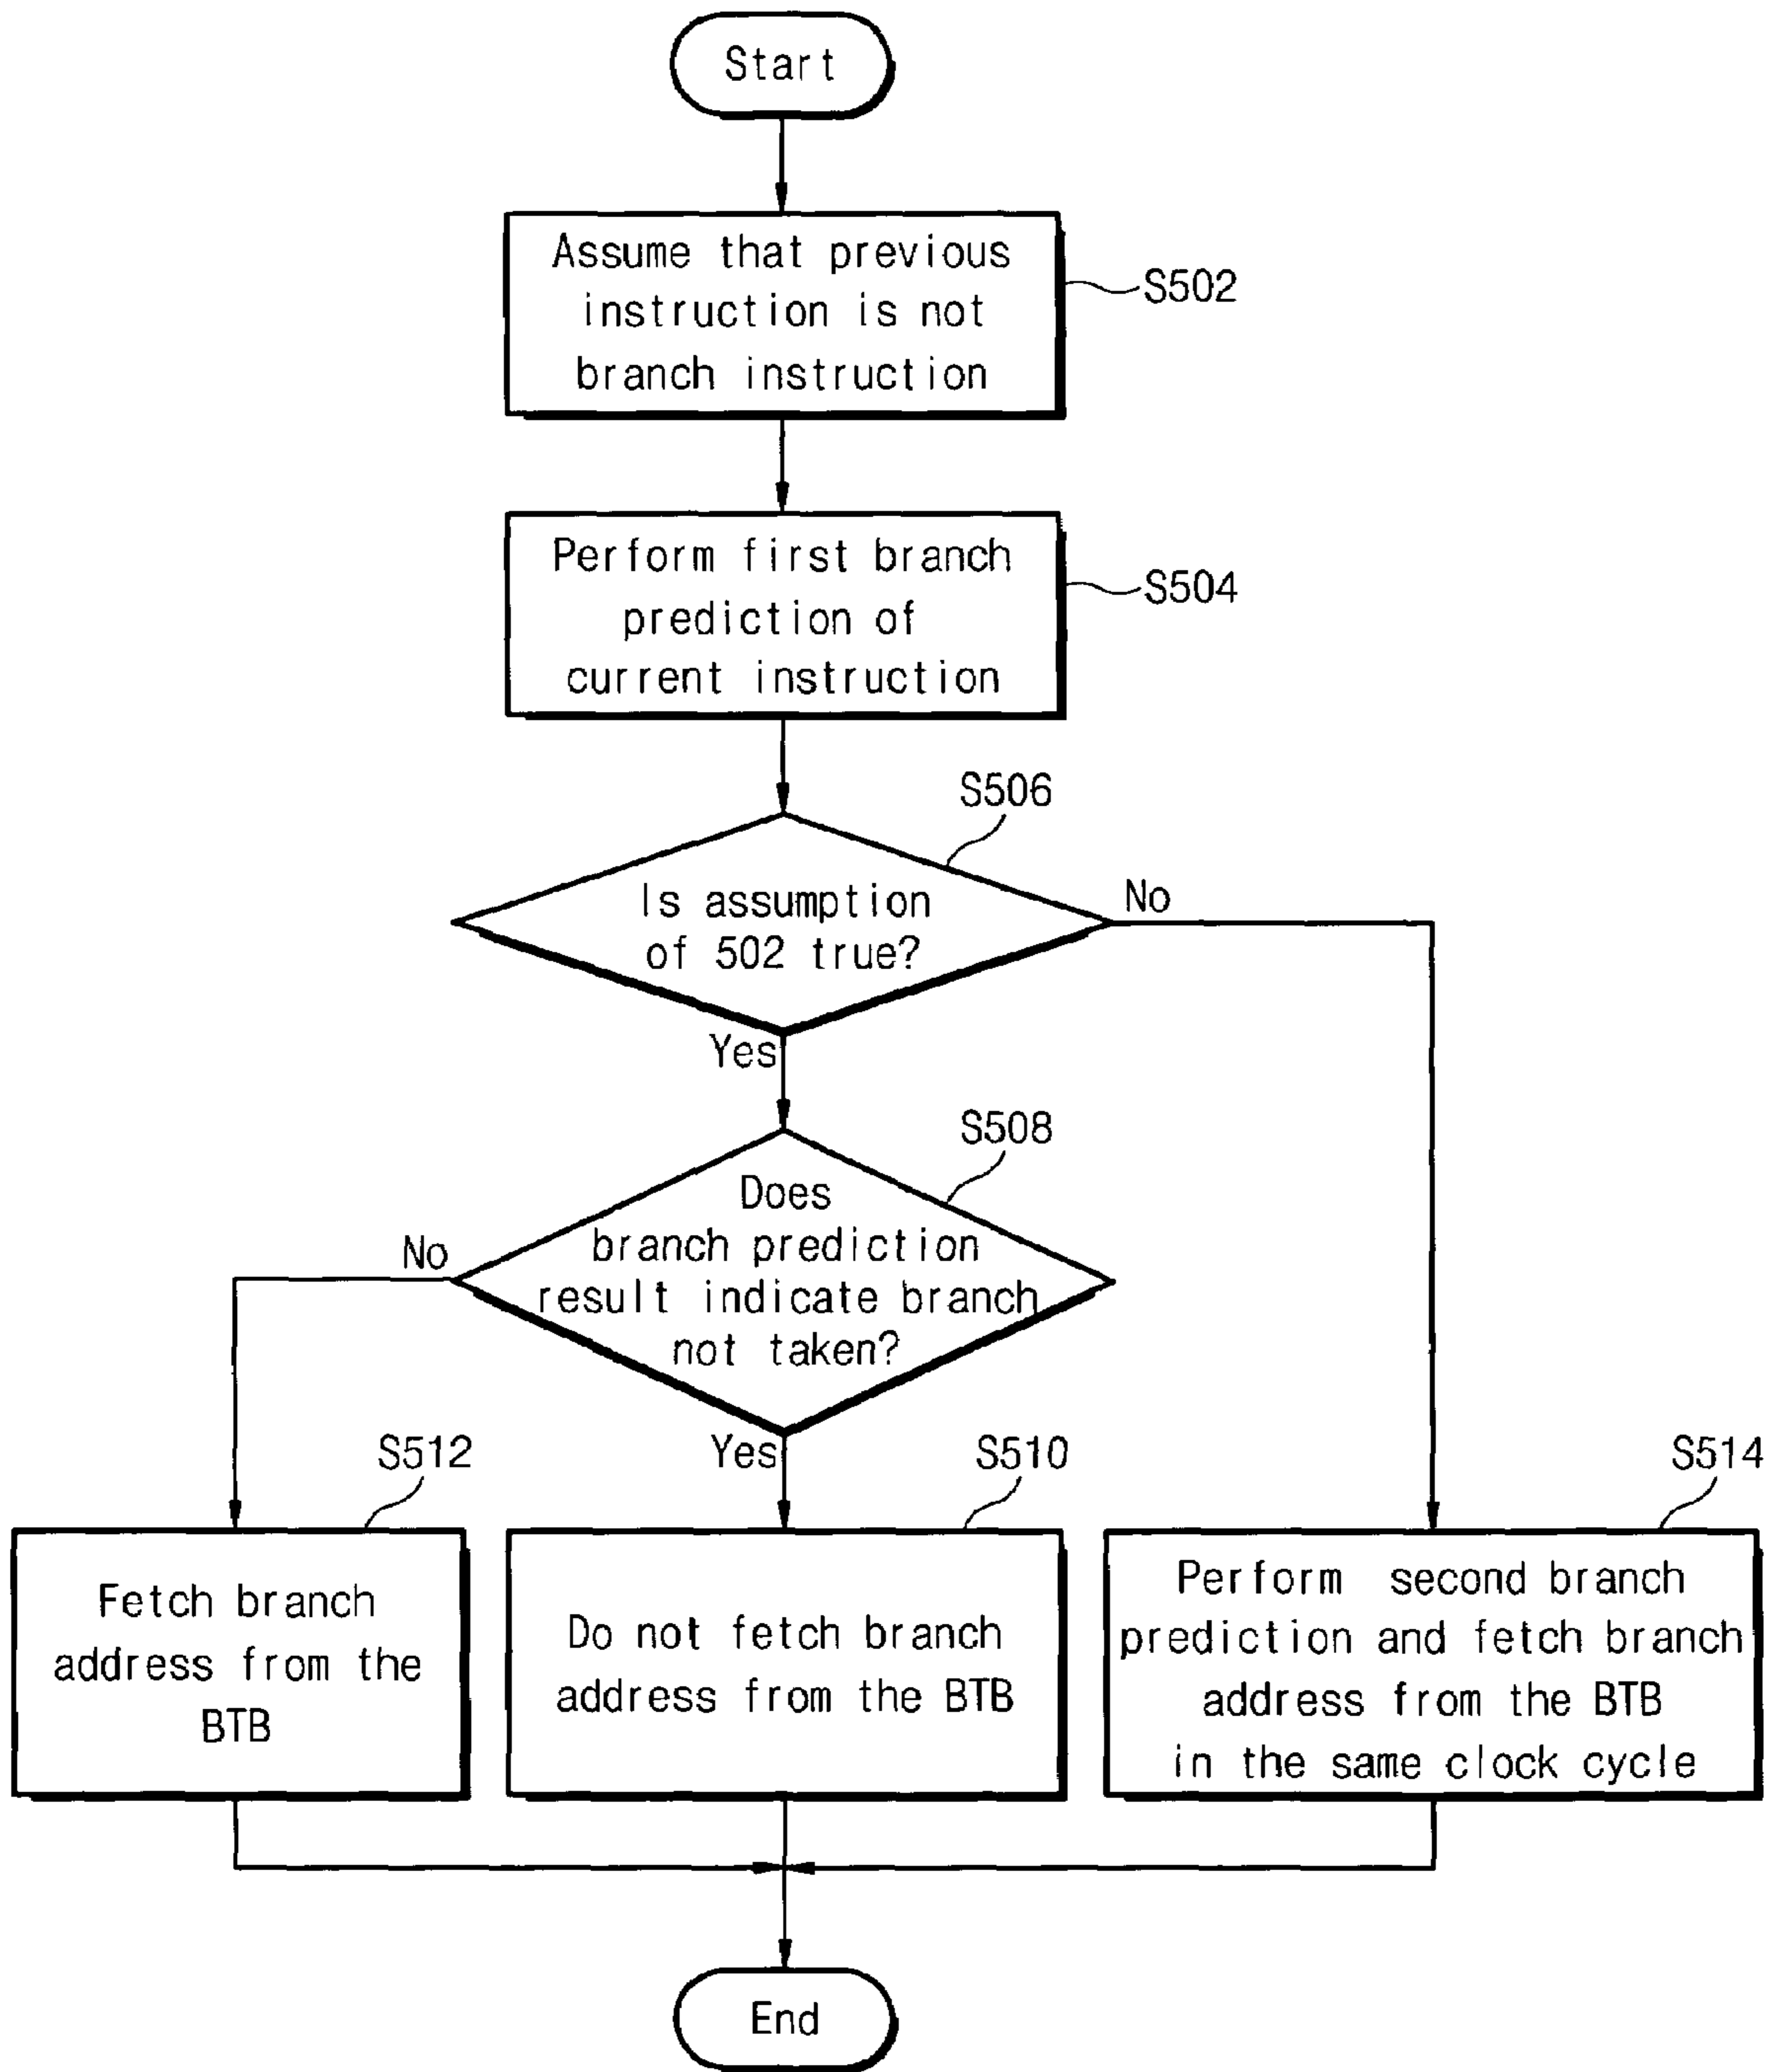 Start
Assume that previous
instruction is not
branch instruction
S502
Perform first branch
prediction of
current instruction
S504
S506
Is assumption
of 502 true?
No
Yes
S508
Does
branch prediction
result indicate branch
not taken?
No
Yes
S512
S510
S514
Fetch branch
address from the
BTB
Do not fetch branch
address from the BTB
Perform second branch
prediction and fetch branch
address from the BTB
in the same clock cycle
End